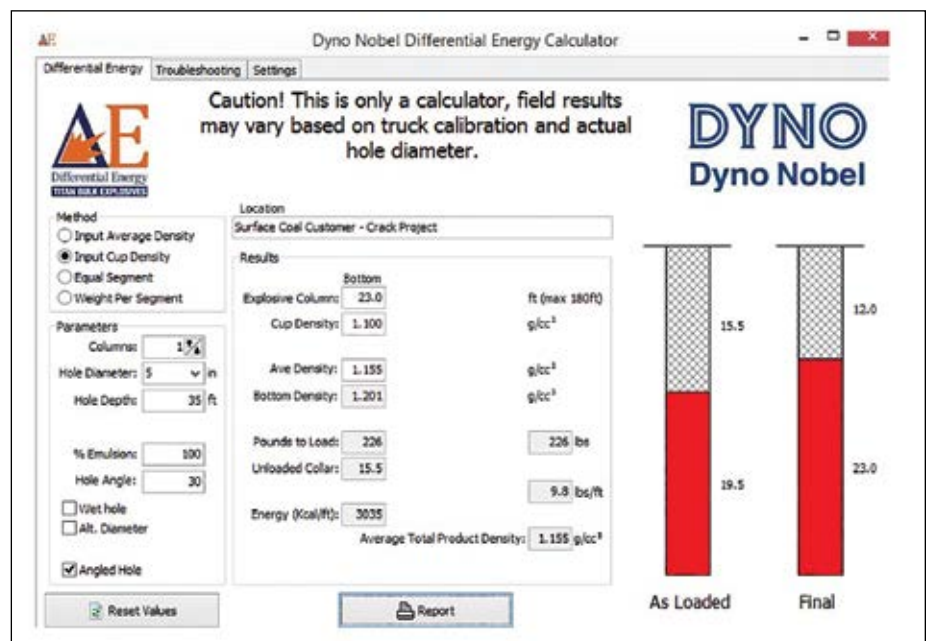 AE
Dyno Nobel Differential Energy Calculator
Differential Energy Troubleshooting Settings
AE
Differential Energy
TITAN BULK EXPLOSIVES
Caution! This is only a calculator, field results
may vary based on truck calibration and actual
hole diameter.
DYNO
Dyno Nobel
Method
Input Average Density
Input Cup Density
Equal Segment
Weight Per Segment
Location
Surface Coal Customer - Crack Project
Parameters
Columns: 1
Hole Diameter: 5 in
Hole Depth: 35 ft
% Emulsion: 100
Hole Angle: 30
Wet hole
Alt. Diameter
Angled Hole
Reset Values
Results
Bottom
Explosive Column: 23.0 ft (max 180ft)
Cup Density: 1.100 g/cc³
Ave Density: 1.155 g/cc³
Bottom Density: 1.201 g/cc³
Pounds to Load: 226 226 lbs
Unloaded Collar: 15.5
9.8 lbs/ft
Energy (Kcal/ft): 3035
Average Total Product Density: 1.155 g/cc³
Report
15.5
19.5
As Loaded
12.0
23.0
Final